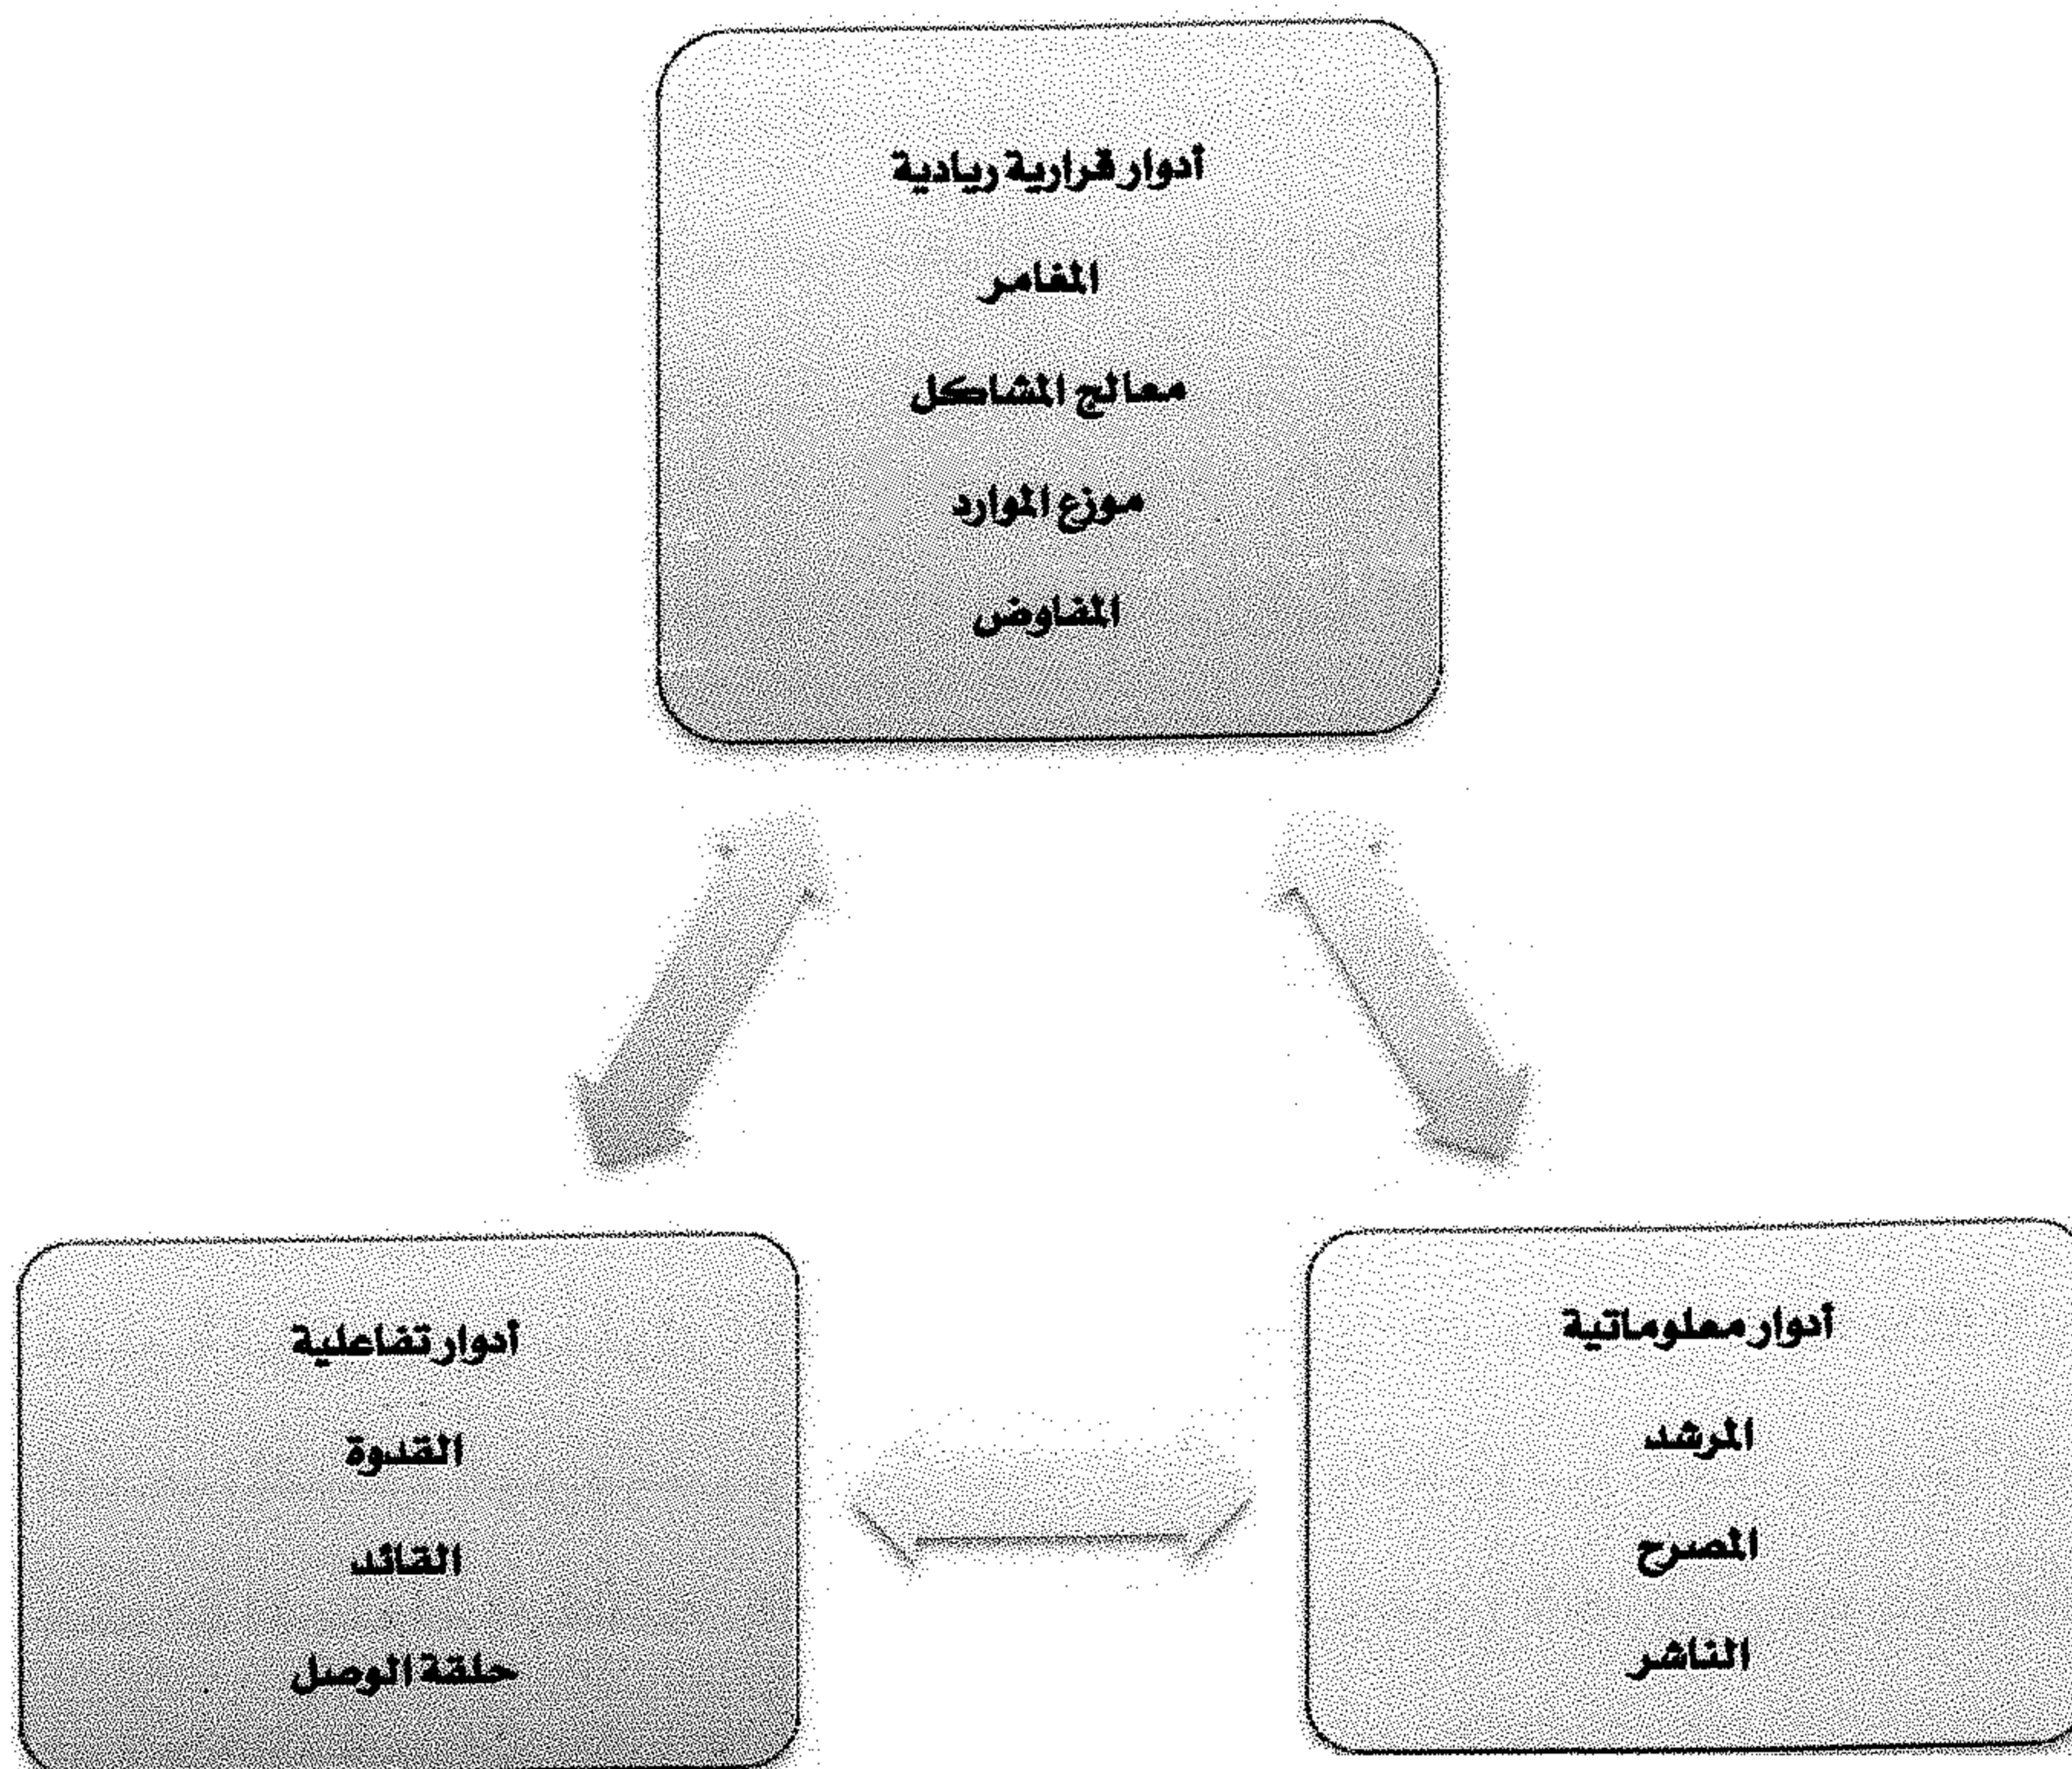 أدوار قرارية ريادية
المغامر
معالج المشاكل
موزع الموارد
المفاوض
أدوار معلوماتية
المرشد
المصرح
الناشر
أدوار تفاعلية
القدوة
القائد
حلقة الوصل